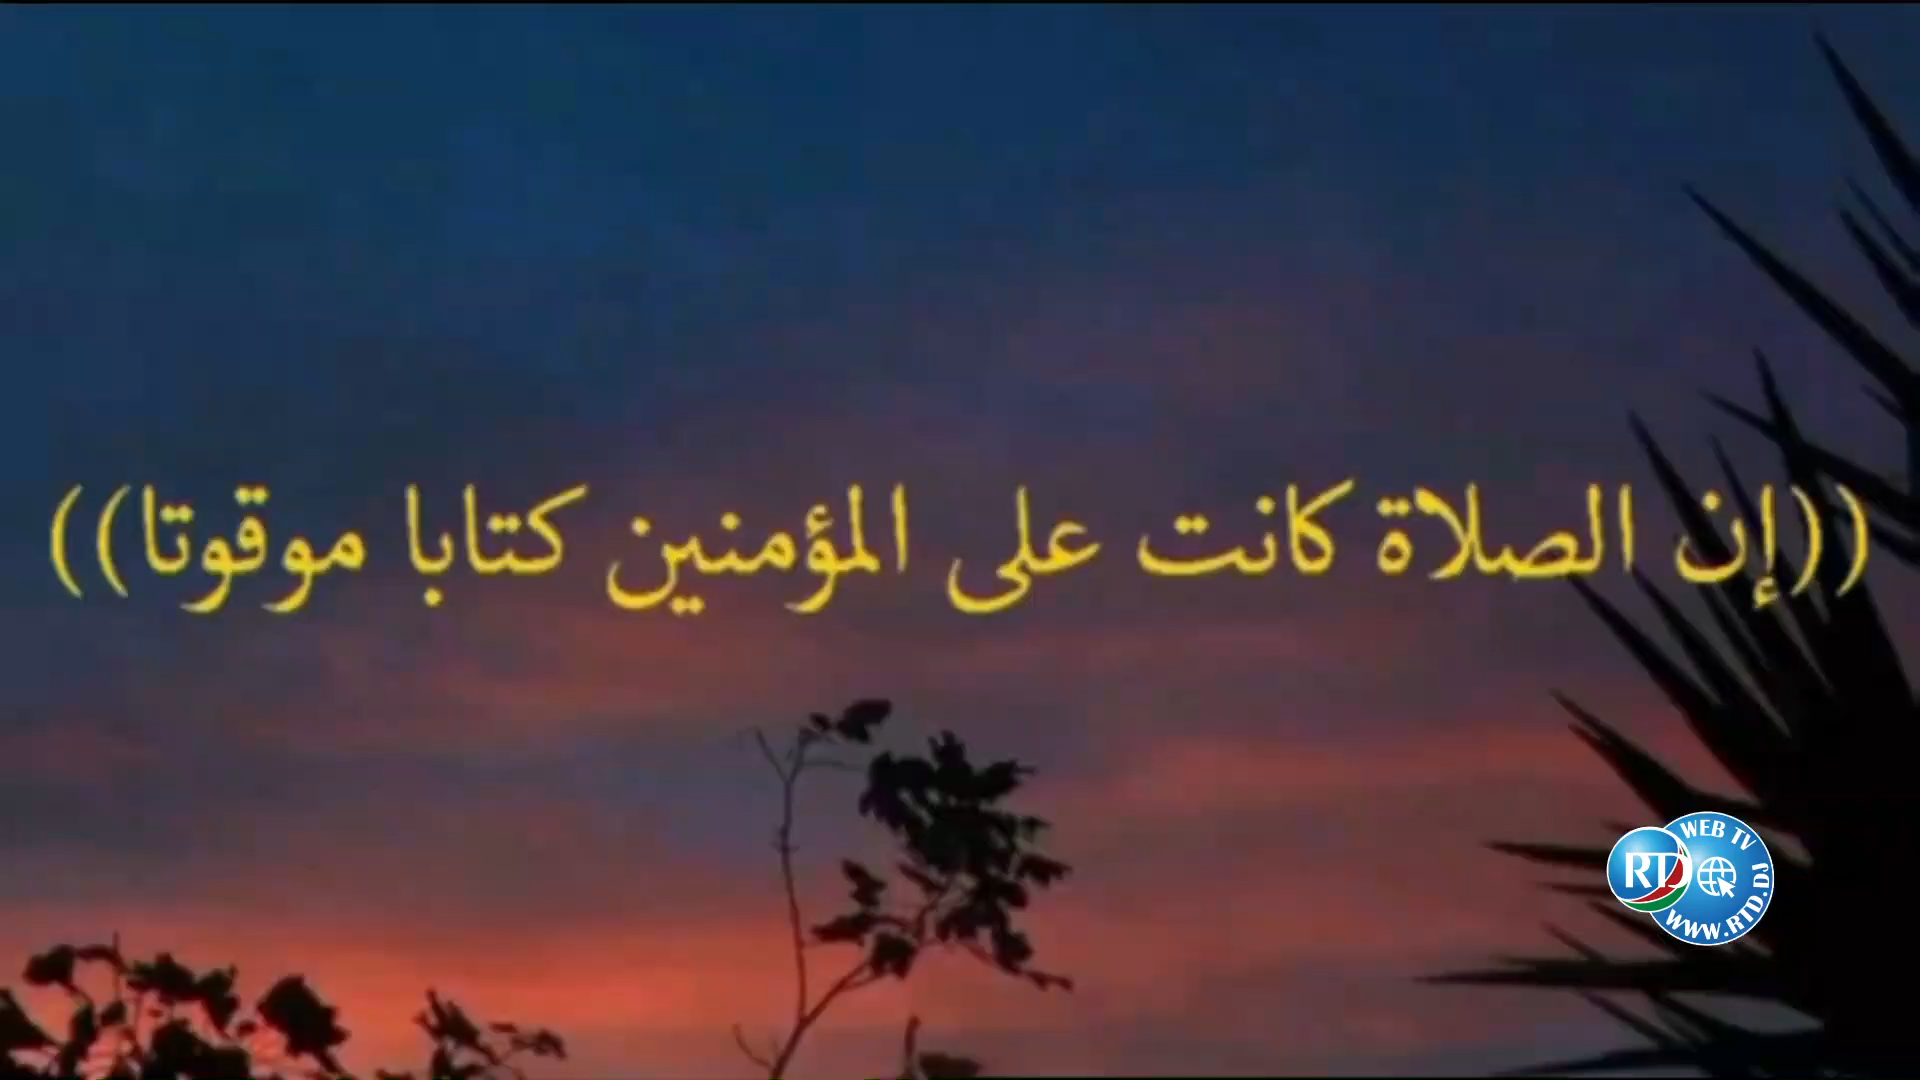 ((إن الصلاة كانت على المؤمنين كتابا موقوتا))
WEB TV
RTD
WWW.RTD.DJ